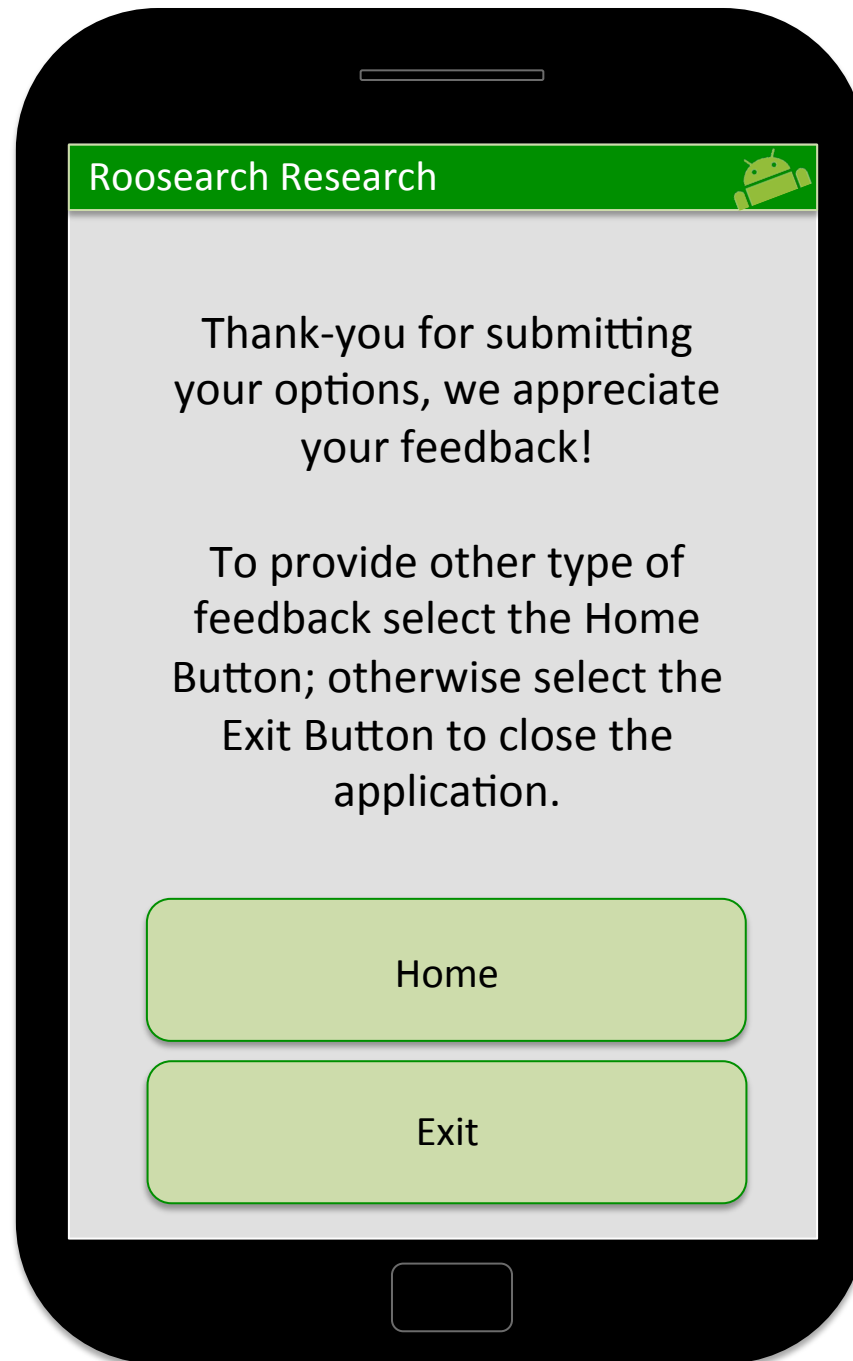 Roosearch Research
Thank-you for submitting
your options, we appreciate
your feedback!
To provide other type of
feedback select the Home
Button; otherwise select the
Exit Button to close the
application.
Home
Exit